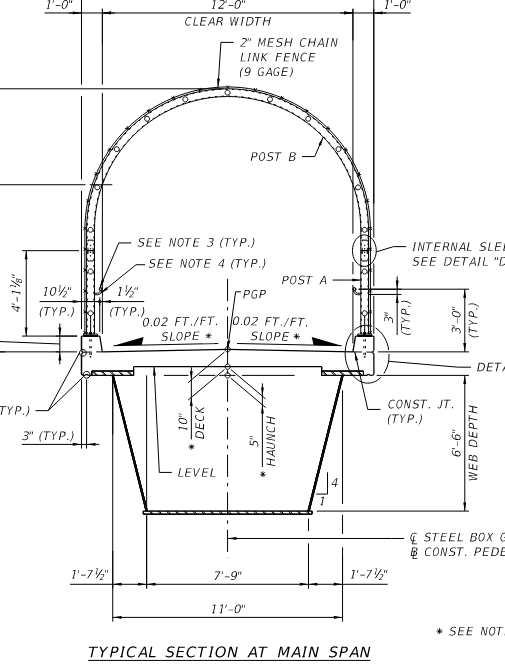 1'-0" 12'-0" 1'-0"
CLEAR WIDTH
2" MESH CHAIN
LINK FENCE
(9 GAGE)
POST B
SEE NOTE 3 (TYP.)
SEE NOTE 4 (TYP.)
INTERNAL SLE
SEE DETAIL "D
POST A
4'-1⅛"
10½"
(TYP.)
1½"
(TYP.)
PGP
3"
(TYP.)
3'-0"
(TYP.)
0.02 FT./FT.
SLOPE *
0.02 FT./FT.
SLOPE *
DETA
TYP.)
CONST. JT.
(TYP.)
3" (TYP.)
* 10"
DECK
* 5"
HAUNCH
6'-6"
WEB DEPTH
LEVEL
4
1
℄ STEEL BOX G
B CONST. PEDE
1'-7½" 7'-9" 1'-7½"
11'-0"
* SEE NOT
TYPICAL SECTION AT MAIN SPAN